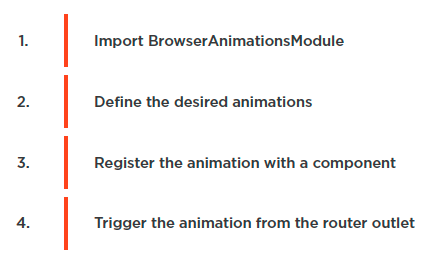 1. Import BrowserAnimationsModule
2. Define the desired animations
3. Register the animation with a component
4. Trigger the animation from the router outlet